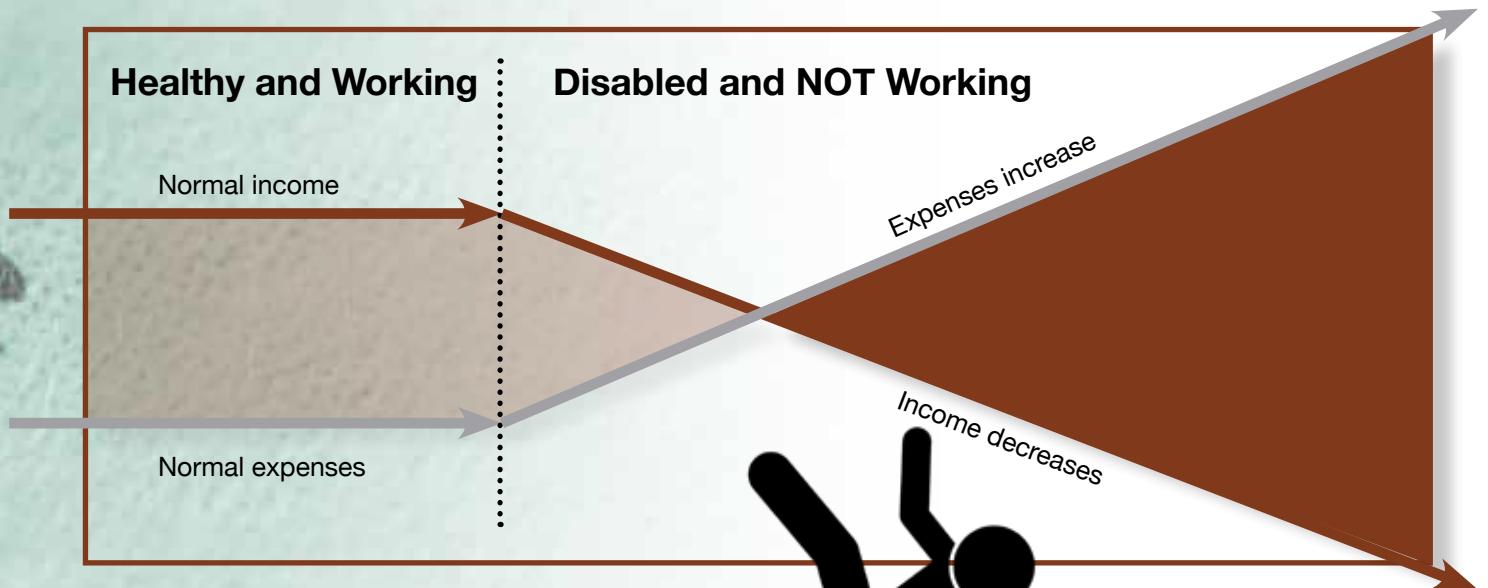 Healthy and Working
Disabled and NOT Working
Normal income
Expenses increase
Income decreases
Normal expenses